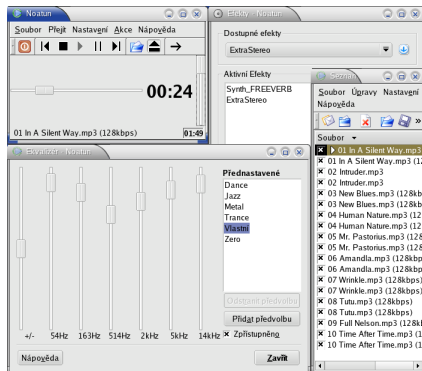 Noatun
Soubor Přejít Nastavení Akce Nápověda
00:24
01 In A Silent Way.mp3 (128kbps)
01:49
Efekty - Noatun
Dostupné efekty
ExtraStereo
Aktivní Efekty
Synth_FREEVERB
ExtraStereo
Ekvalizér - Noatun
+/-
54Hz
163Hz
514Hz
2kHz
5kHz
14kHz
Přednastavené
Dance
Jazz
Metal
Trance
Vlastní
Zero
Odstranit předvolbu
Přidat předvolbu
Zpřístupněno
Nápověda
Zavřít
Seznam
Soubor Úpravy Nastavení
Nápověda
Soubor
01 In A Silent Way.mp3
01 In A Silent Way.mp3 (12
02 Intruder.mp3
02 Intruder.mp3
03 New Blues.mp3 (128kb
03 New Blues.mp3 (128kb
04 Human Nature.mp3 (12
04 Human Nature.mp3 (12
05 Mr. Pastorius.mp3 (128
05 Mr. Pastorius.mp3 (128
06 Amandla.mp3 (128kbp
06 Amandla.mp3 (128kbp
07 Wrinkle.mp3 (128kbps)
07 Wrinkle.mp3 (128kbps)
08 Tutu.mp3 (128kbps)
08 Tutu.mp3 (128kbps)
09 Full Nelson.mp3 (128kl
10 Time After Time.mp3 (1
10 Time After Time.mp3 (1